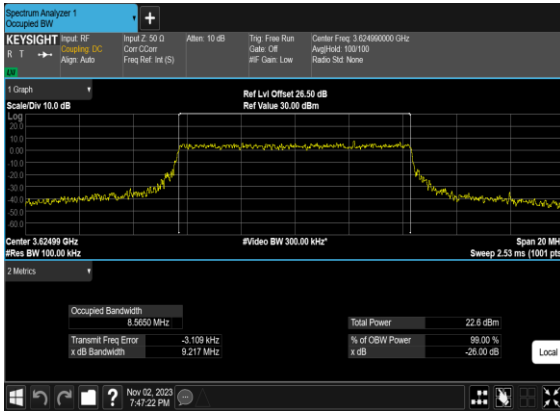 Spectrum Analyzer 1
Occupied BW
+
KEYSIGHT
R T
LVI
Input: RF
Coupling: DC
Align: Auto
Input Z: 50 Ω
Corr CCorr
Freq Ref: Int (S)
Atten: 10 dB
Trig: Free Run
Gate: Off
#IF Gain: Low
Center Freq: 3.624990000 GHz
Avg|Hold: 100/100
Radio Std: None
1 Graph
Scale/Div 10.0 dB
Ref Lvl Offset 26.50 dB
Ref Value 30.00 dBm
Log
20.0
10.0
0.00
-10.0
-20.0
-30.0
-40.0
-50.0
-60.0
Center 3.62499 GHz
#Res BW 100.00 kHz
#Video BW 300.00 kHz*
Span 20 MH
Sweep 2.53 ms (1001 pts
2 Metrics
Occupied Bandwidth
8.5650 MHz
Total Power 22.6 dBm
Transmit Freq Error -3.109 kHz
% of OBW Power 99.00 %
x dB Bandwidth 9.217 MHz
x dB -26.00 dB
Local
?
Nov 02, 2023
7:47:22 PM